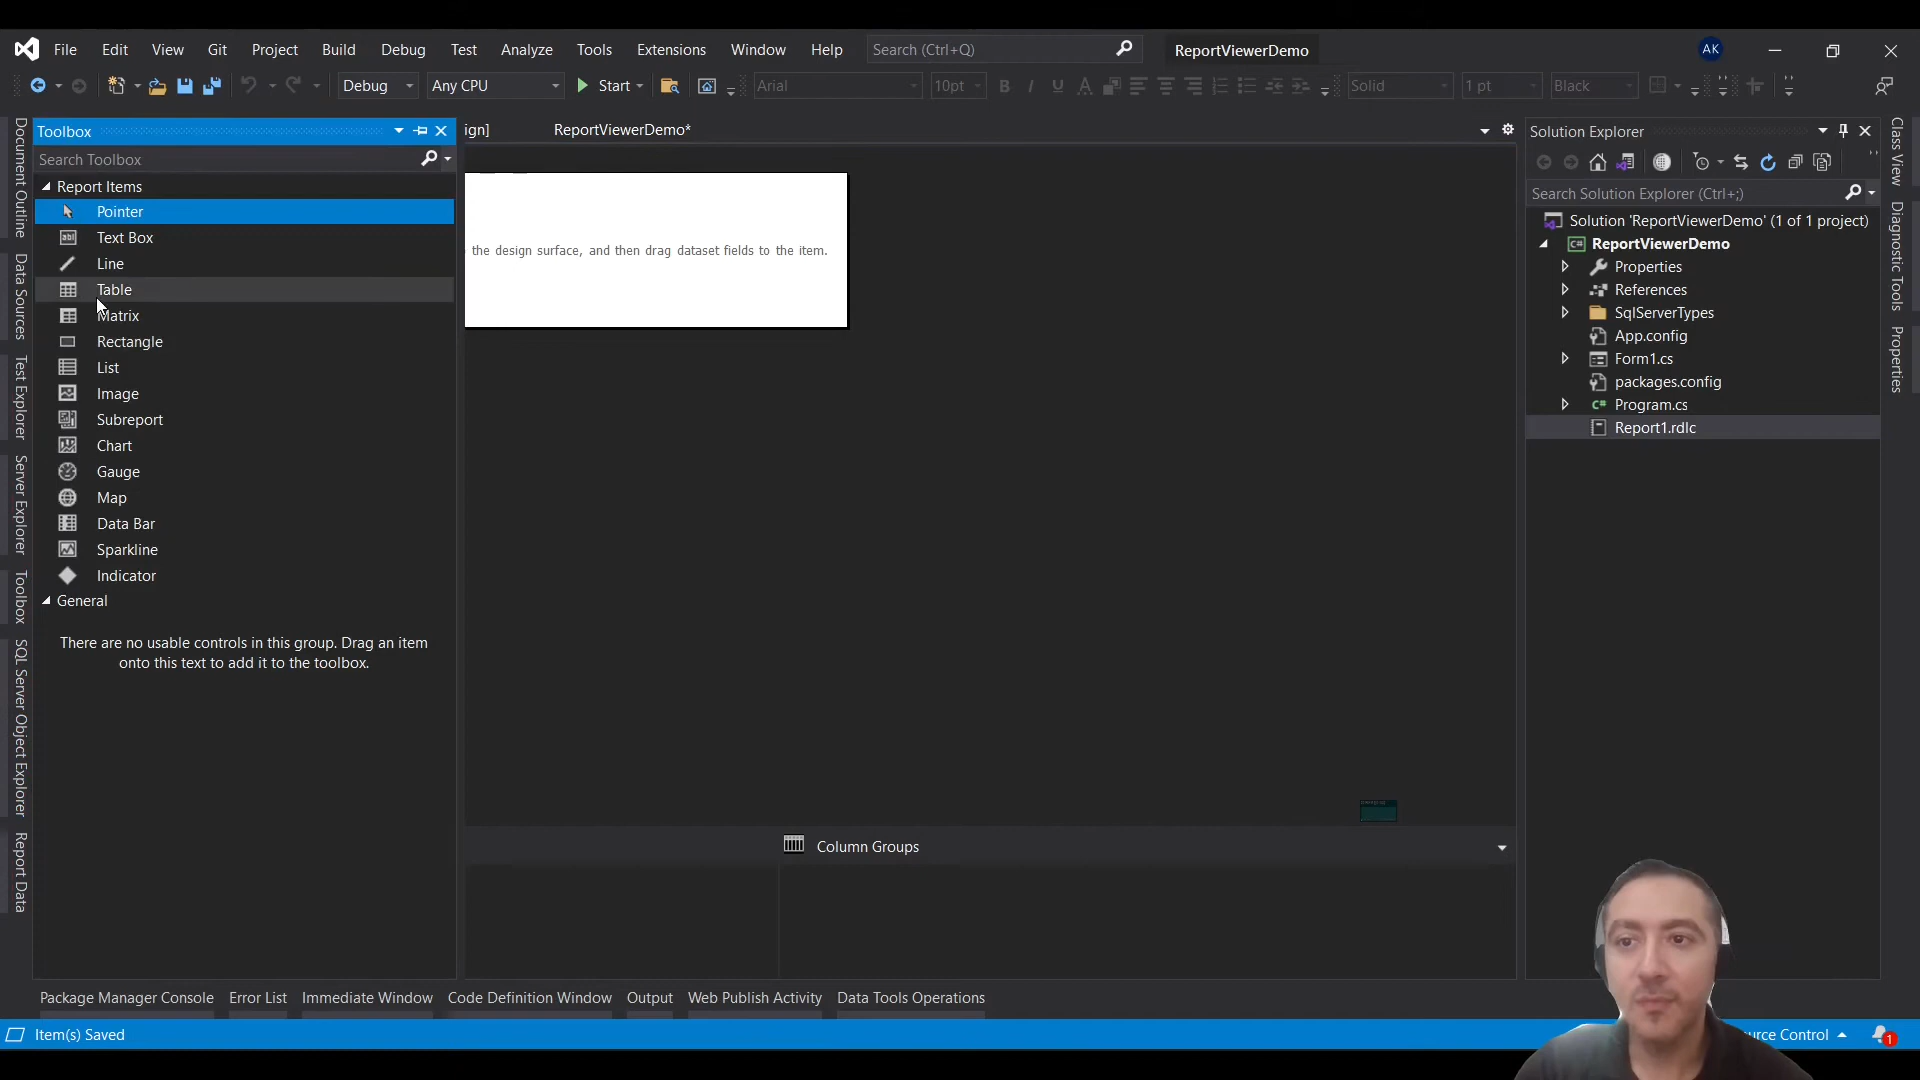 File Edit View Git Project Build Debug Test Analyze Tools Extensions Window Help Search (Ctrl+Q) ReportViewerDemo AK
Debug Any CPU Start Arial 10pt B I U A Solid 1 pt Black
Toolbox
Search Toolbox
Report Items
Pointer
Text Box
Line
Table
Matrix
Rectangle
List
Image
Subreport
Chart
Gauge
Map
Data Bar
Sparkline
Indicator
General
There are no usable controls in this group. Drag an item
onto this text to add it to the toolbox.
Document Outline
Data Sources
Test Explorer
Server Explorer
Toolbox
SQL Server Object Explorer
Report Data
ign] ReportViewerDemo*
the design surface, and then drag dataset fields to the item.
Column Groups
Solution Explorer
Search Solution Explorer (Ctrl+;)
Solution 'ReportViewerDemo' (1 of 1 project)
C# ReportViewerDemo
Properties
References
SqlServerTypes
App.config
Form1.cs
packages.config
C# Program.cs
Report1.rdlc
Class View
Diagnostic Tools
Properties
Package Manager Console Error List Immediate Window Code Definition Window Output Web Publish Activity Data Tools Operations
Item(s) Saved
urce Control 1